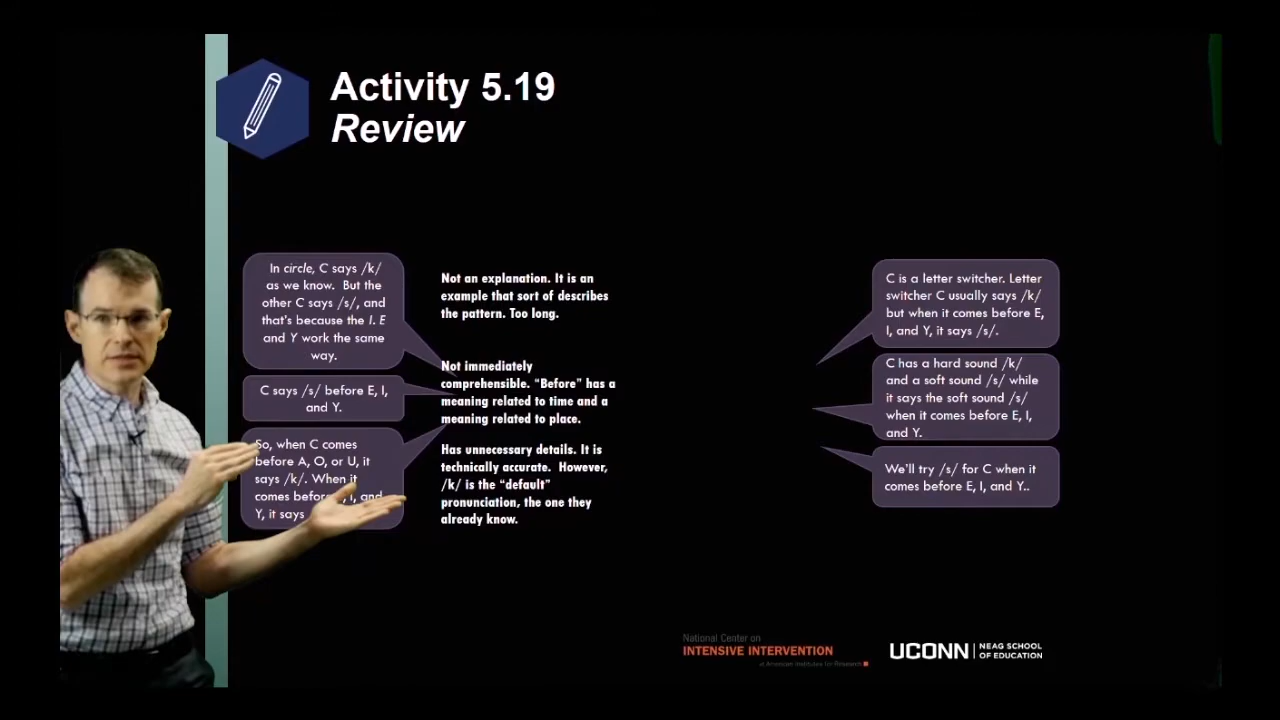 Activity 5.19
Review
In circle, C says /k/
as we know. But the
other C says /s/, and
that's because the I. E
and Y work the same
way.
C says /s/ before E, I,
and Y.
So, when C comes
before A, O, or U, it
says /k/. When it
comes before I, and
Y, it says
Not an explanation. It is an
example that sort of describes
the pattern. Too long.
Not immediately
comprehensible. “Before” has a
meaning related to time and a
meaning related to place.
Has unnecessary details. It is
technically accurate. However,
/k/ is the “default”
pronunciation, the one they
already know.
C is a letter switcher. Letter
switcher C usually says /k/
but when it comes before E,
I, and Y, it says /s/.
C has a hard sound /k/
and a soft sound /s/ while
it says the soft sound /s/
when it comes before E, I,
and Y.
We'll try /s/ for C when it
comes before E, I, and Y..
National Center on
INTENSIVE INTERVENTION
at American Institutes for Research
UCONN
NEAG SCHOOL
OF EDUCATION